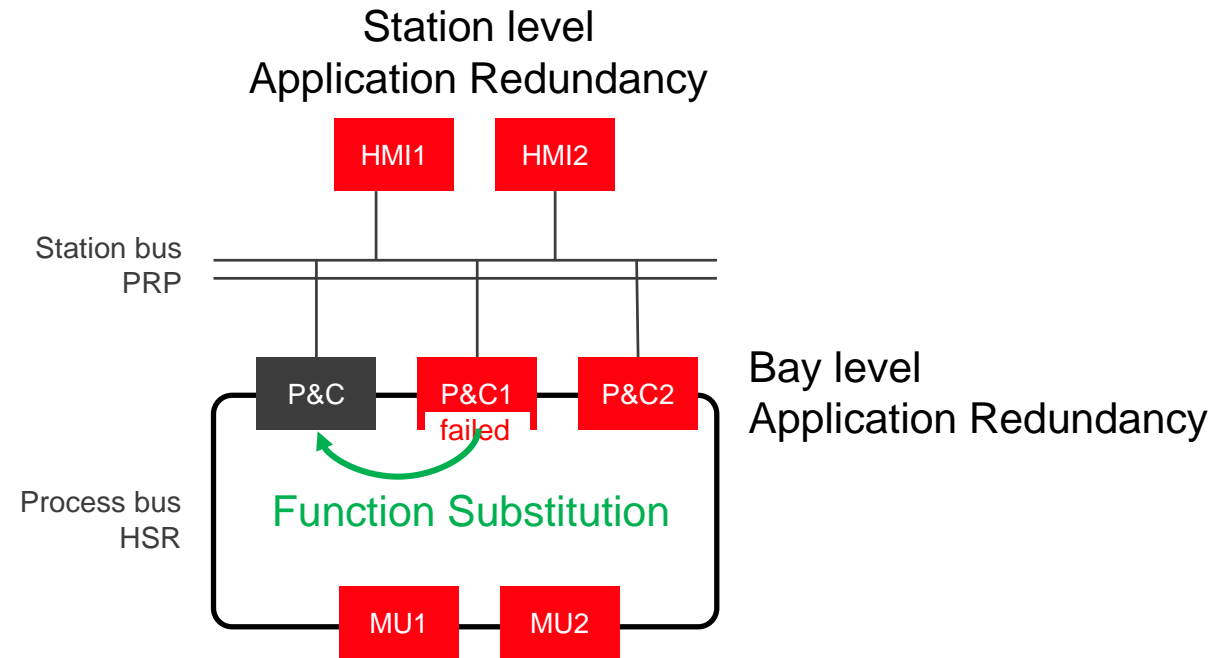 Station level
Application Redundancy
HMI1
HMI2
Station bus
PRP
P&C
P&C1
failed
P&C2
Bay level
Application Redundancy
Process bus
HSR
Function Substitution
MU1
MU2